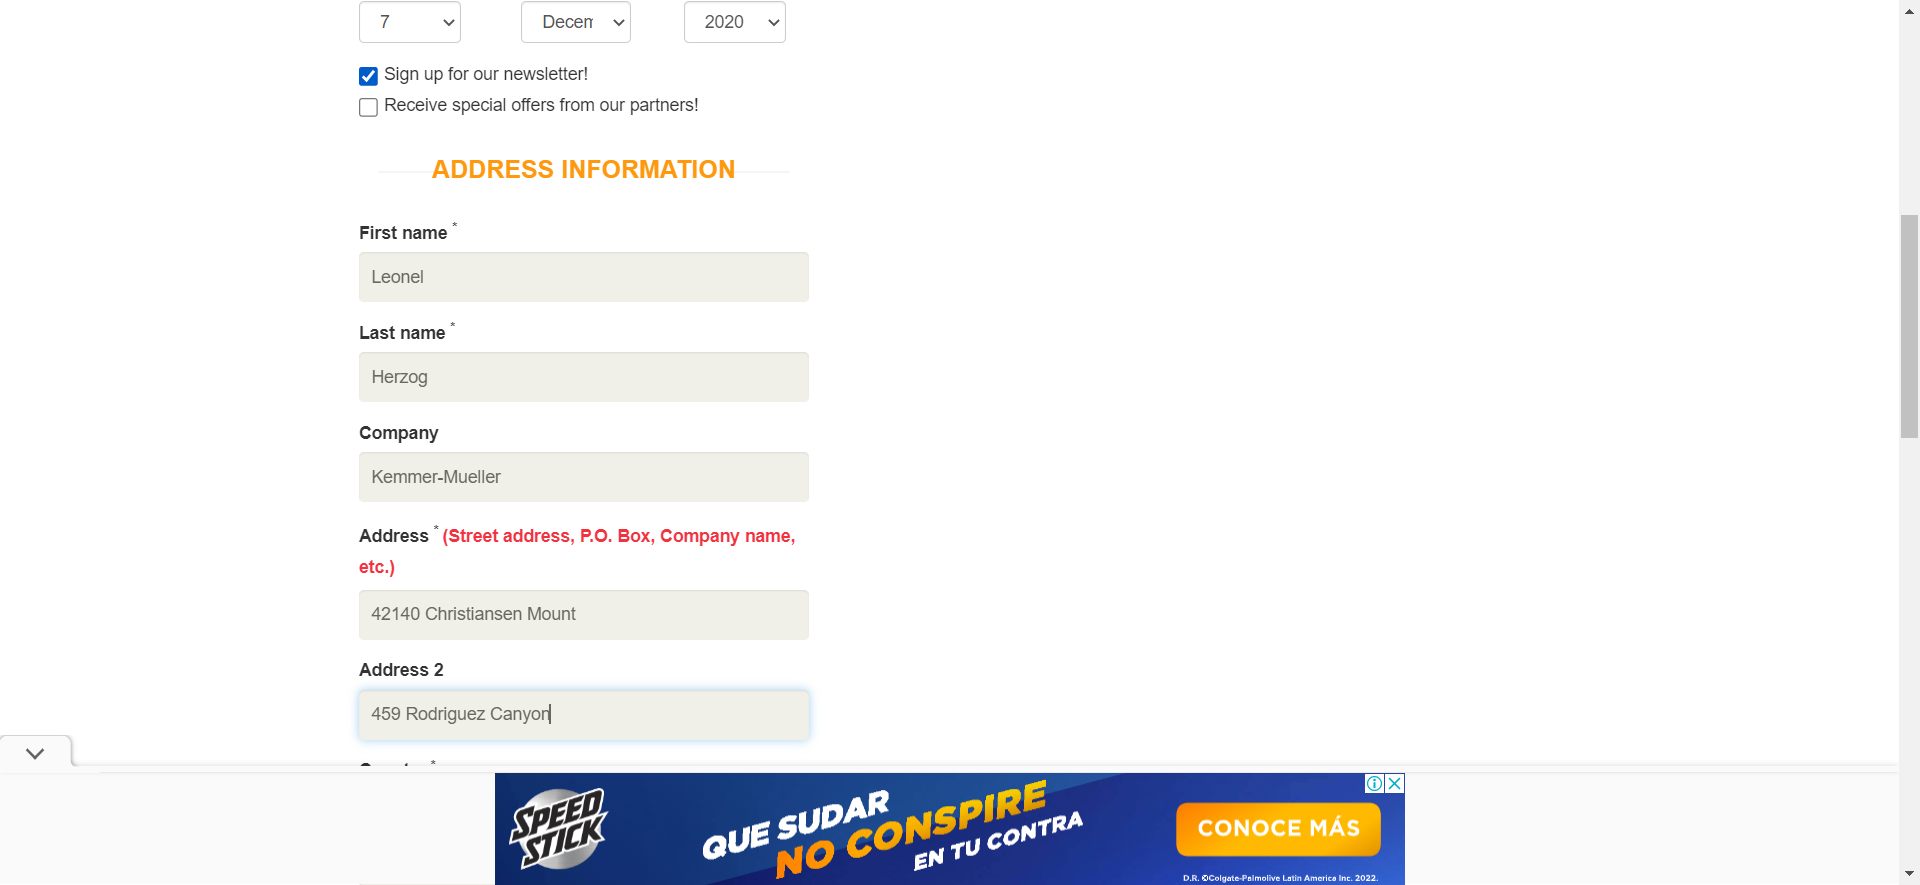 7 Decem 2020
Sign up for our newsletter!
Receive special offers from our partners!
ADDRESS INFORMATION
First name *
Leonel
Last name *
Herzog
Company
Kemmer-Mueller
Address * (Street address, P.O. Box, Company name,
etc.)
42140 Christiansen Mount
Address 2
459 Rodriguez Canyon
SPEED
STICK
QUE SUDAR
NO CONSPIRE
EN TU CONTRA
CONOCE MÁS
D.R. ©Colgate-Palmolive Latin America Inc. 2022.